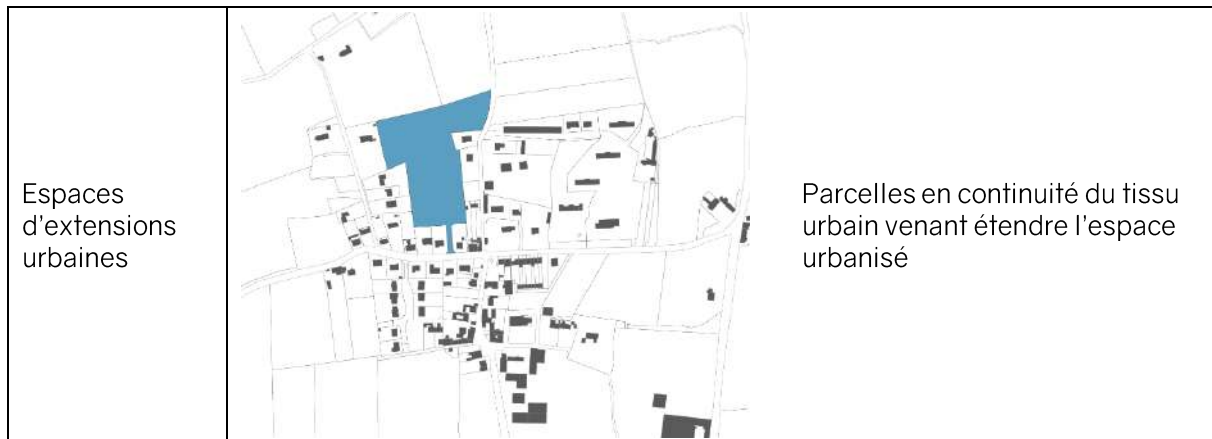 Espaces
d’extensions
urbaines
Parcelles en continuité du tissu
urbain venant étendre l’espace
urbanisé